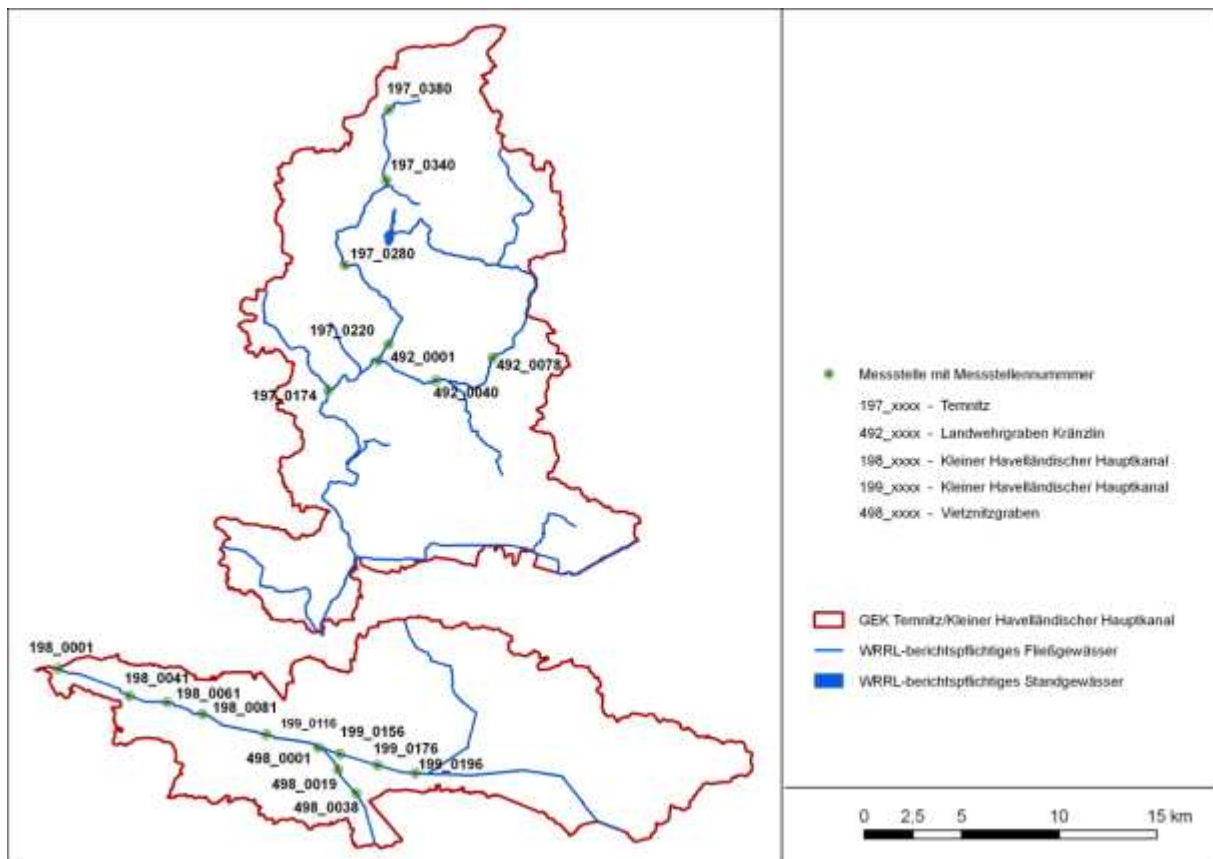 197_0380
197_0340
197_0280
197_0220
492_0001
492_0078
197_0174
492_0040
198_0001
198_0041
198_0061
198_0081
199_0116
199_0156
199_0176
199_0196
498_0001
498_0019
498_0038
Messstelle mit Messstellennummmer
197_xxxx - Temnitz
492_xxxx - Landwehrgraben Kränzlin
198_xxxx - Kleiner Havelländischer Hauptkanal
199_xxxx - Kleiner Havelländischer Hauptkanal
498_xxxx - Vietznitzgraben
GEK Temnitz/Kleiner Havelländischer Hauptkanal
WRRL-berichtspflichtiges Fließgewässer
WRRL-berichtspflichtiges Standgewässer
0 2,5 5 10 15 km